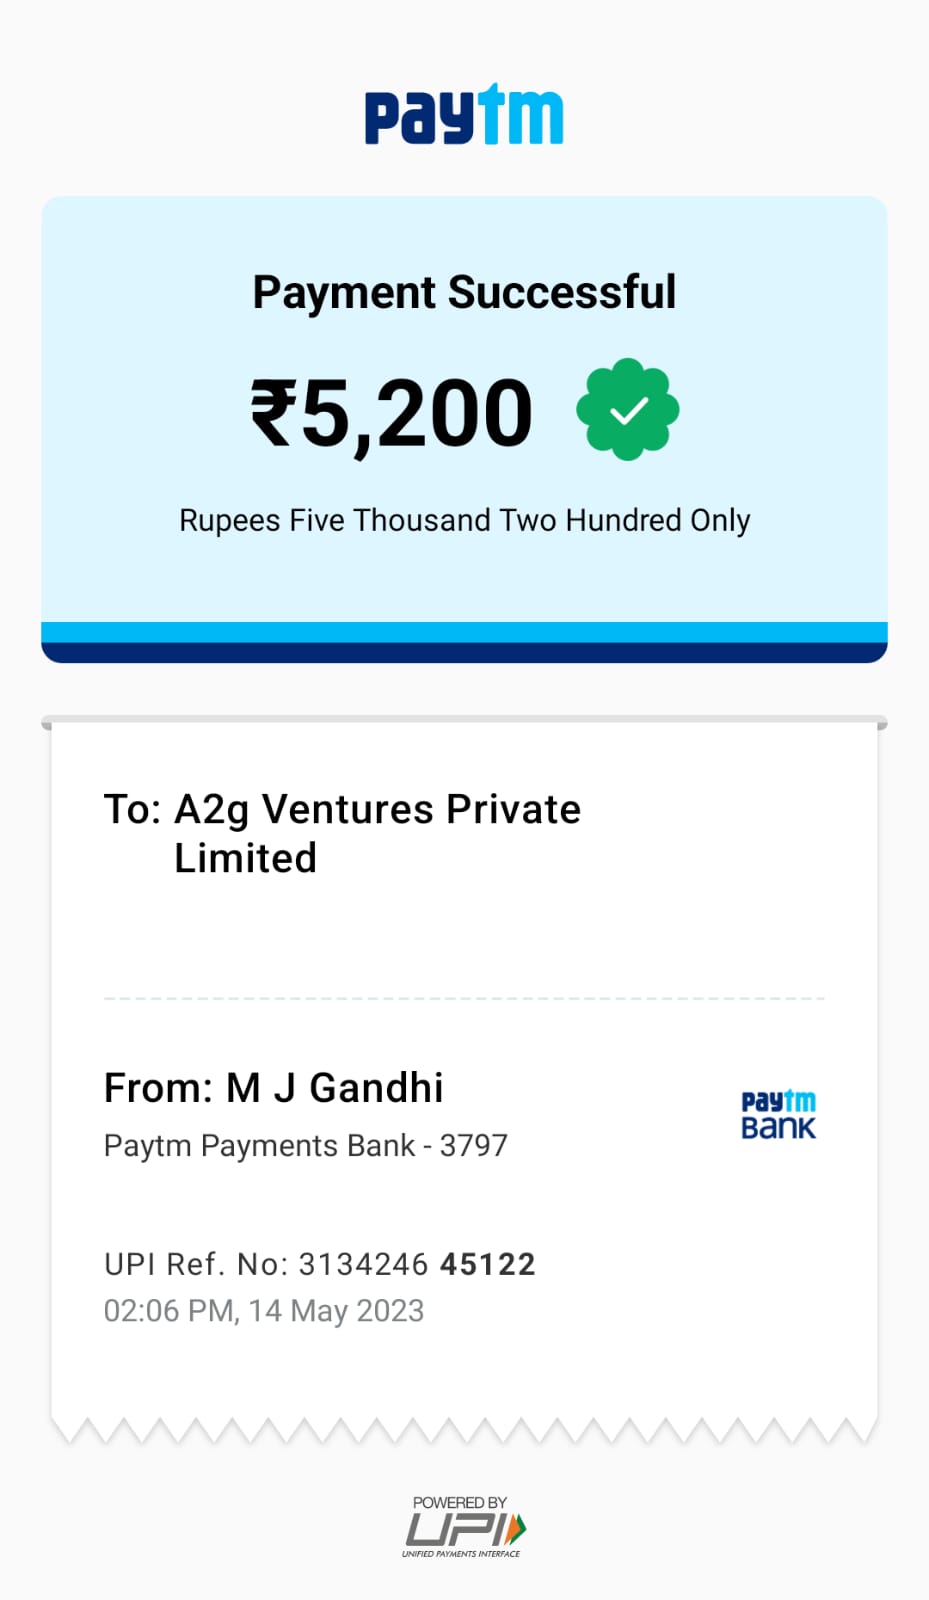 paytm
Payment Successful
₹5,200
Rupees Five Thousand Two Hundred Only
To: A2g Ventures Private
Limited
From: M J Gandhi
Paytm Payments Bank - 3797
paytm
BANK
UPI Ref. No: 3134246 45122
02:06 PM, 14 May 2023
POWERED BY
UPI
UNIFIED PAYMENTS INTERFACE